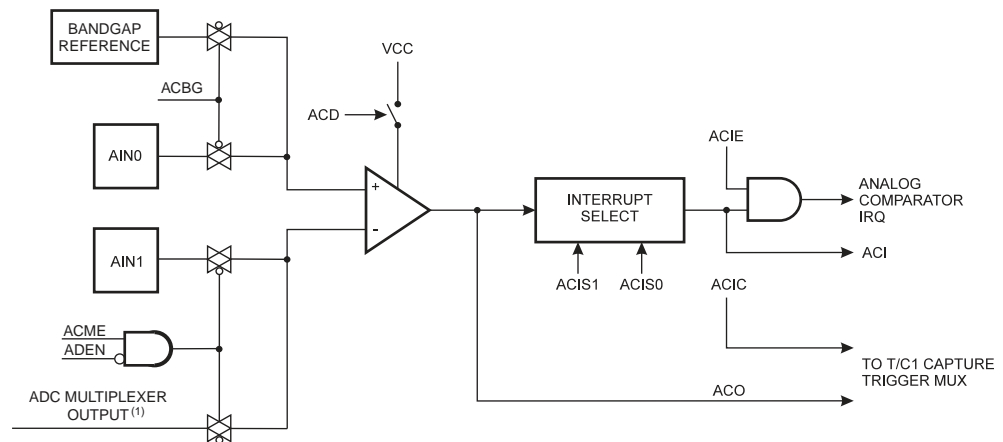 BANDGAP
REFERENCE
VCC
ACBG
ACD
AIN0
ACIE
+
INTERRUPT
SELECT
ANALOG
COMPARATOR
IRQ
-
AIN1
ACI
ACIS1
ACIS0
ACIC
ACME
ADEN
TO T/C1 CAPTURE
TRIGGER MUX
ADC MULTIPLEXER
OUTPUT (1)
ACO